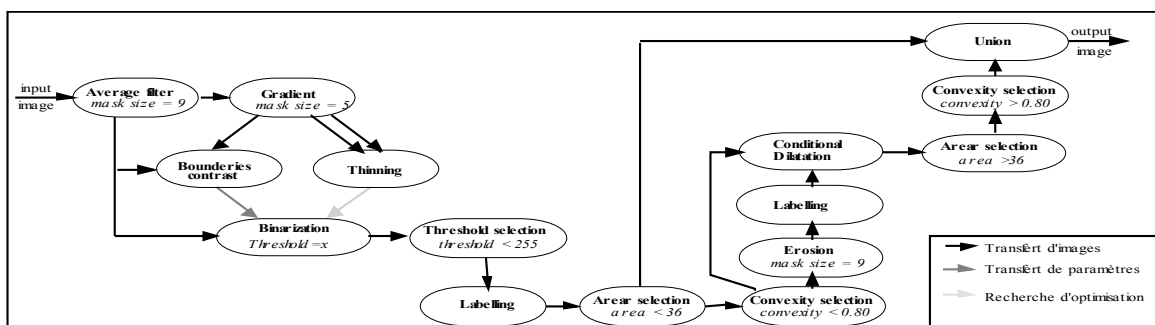 input
image
Average filter
mask size = 9
Gradient
mask size = 5
Bounderies
contrast
Thinning
Binarization
Threshold =x
Threshold selection
threshold < 255
Labelling
Arear selection
area < 36
Convexity selection
convexity < 0.80
Erosion
mask size = 9
Labelling
Conditional
Dilatation
Arear selection
area >36
Convexity selection
convexity > 0.80
Union
output
image
Transfért d'images
Transfért de paramètres
Recherche d'optimisation